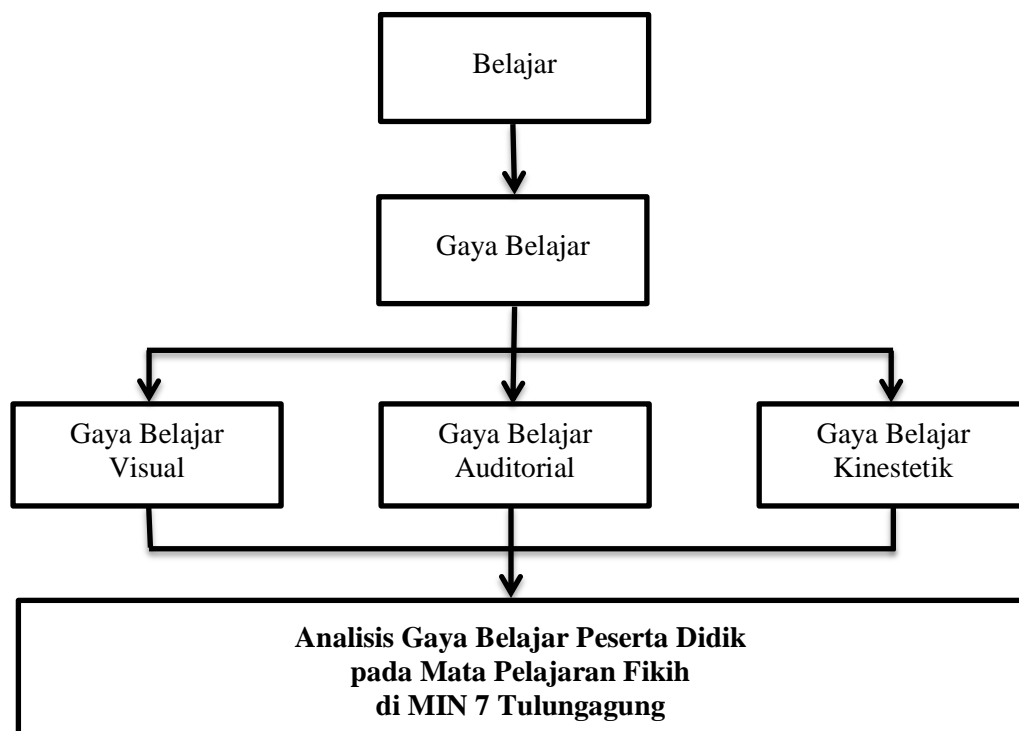 Belajar
Gaya Belajar
Gaya Belajar
Visual
Gaya Belajar
Auditorial
Gaya Belajar
Kinestetik
Analisis Gaya Belajar Peserta Didik
pada Mata Pelajaran Fikih
di MIN 7 Tulungagung